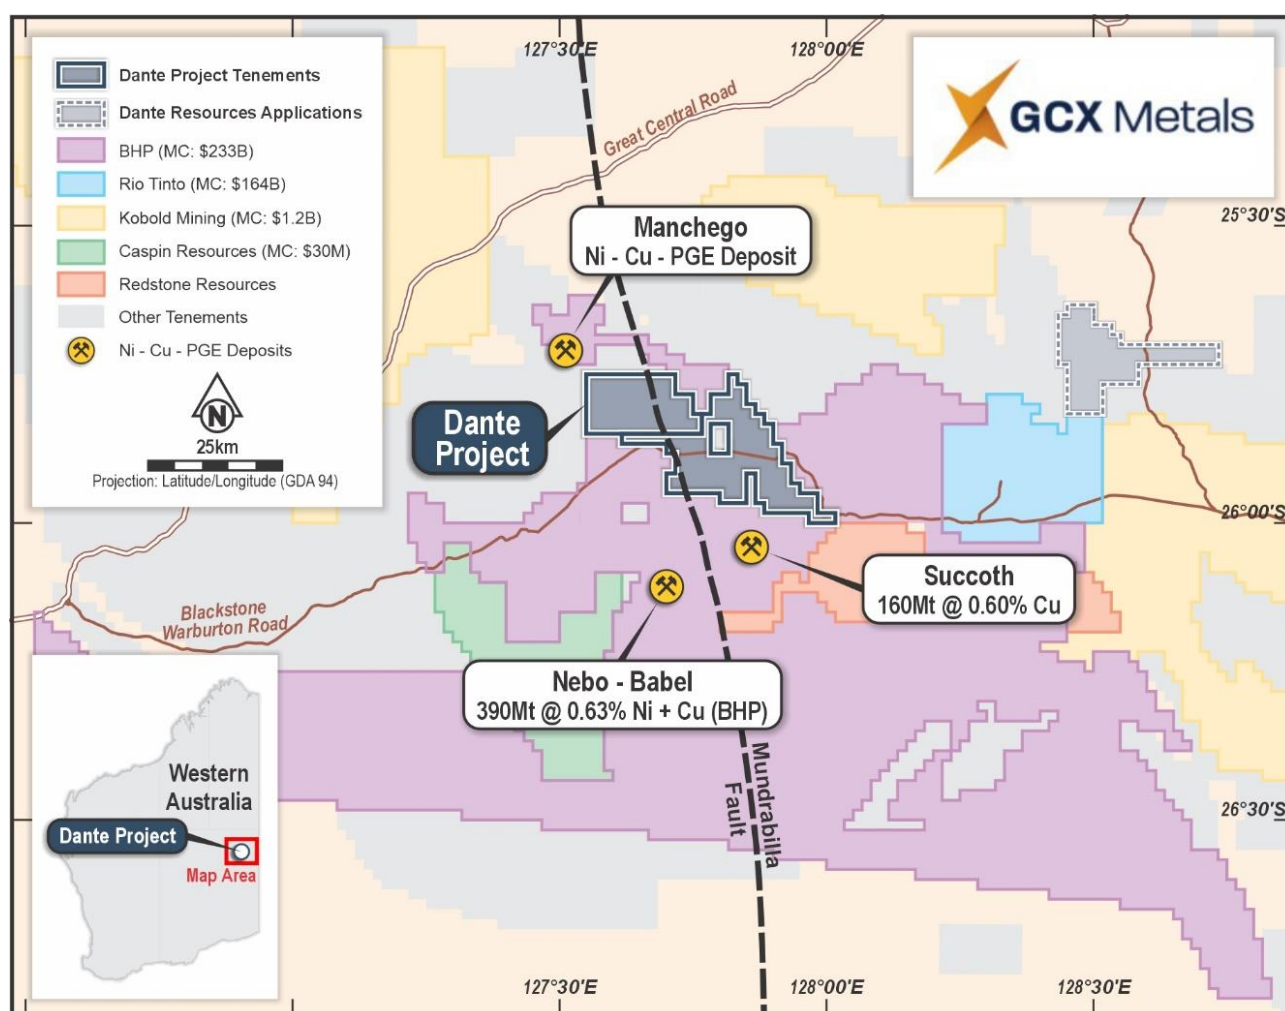 127°30'E
128°00'E
Dante Project Tenements
Dante Resources Applications
BHP (MC: $233B)
Rio Tinto (MC: $164B)
Kobold Mining (MC: $1.2B)
Caspin Resources (MC: $30M)
Redstone Resources
Other Tenements
Ni - Cu - PGE Deposits
N
25km
Projection: Latitude/Longitude (GDA 94)
GCX Metals
Great Central Road
25°30'S
Manchego
Ni - Cu - PGE Deposit
Dante
Project
26°00'S
Succoth
160Mt @ 0.60% Cu
Blackstone
Warburton Road
Nebo - Babel
390Mt @ 0.63% Ni + Cu (BHP)
Mundrabilla
Fault
26°30'S
Western
Australia
Dante Project
Map Area
127°30'E
128°00'E
128°30'E